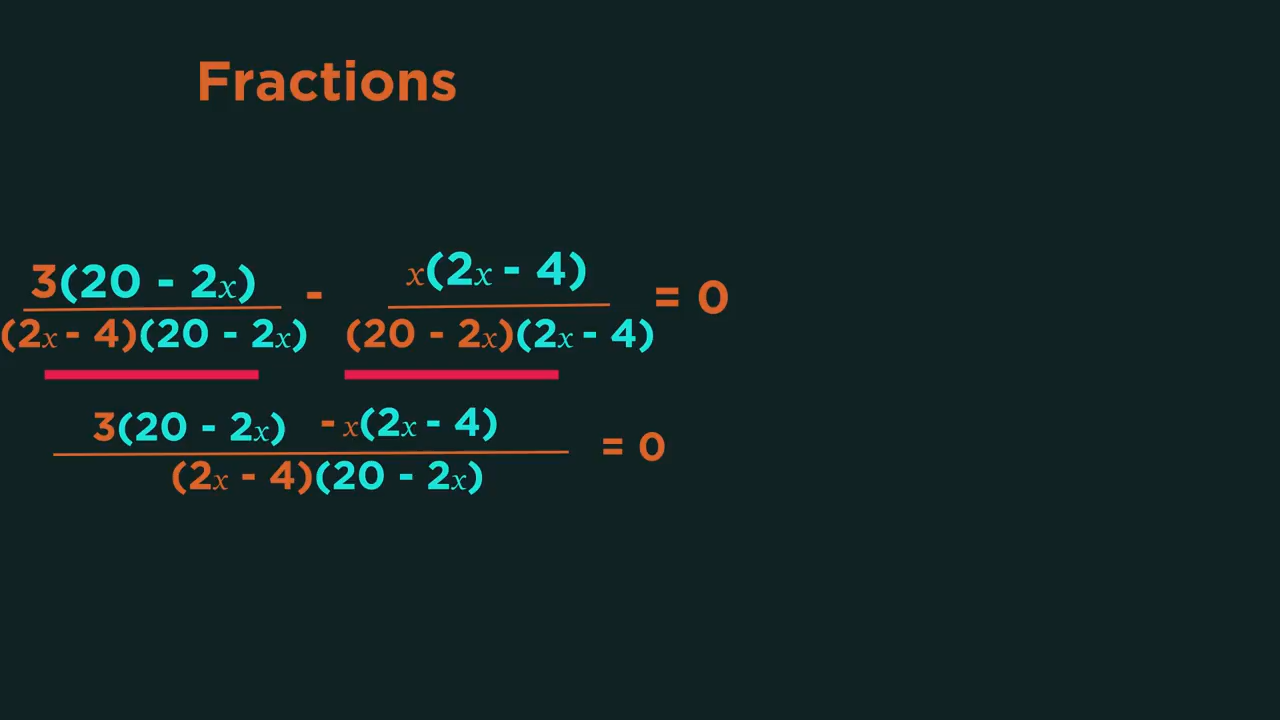 Fractions
3(20 - 2x) - x(2x - 4) = 0
(2x - 4)(20 - 2x) (20 - 2x)(2x - 4)
3(20 - 2x) - x(2x - 4) = 0
(2x - 4)(20 - 2x)